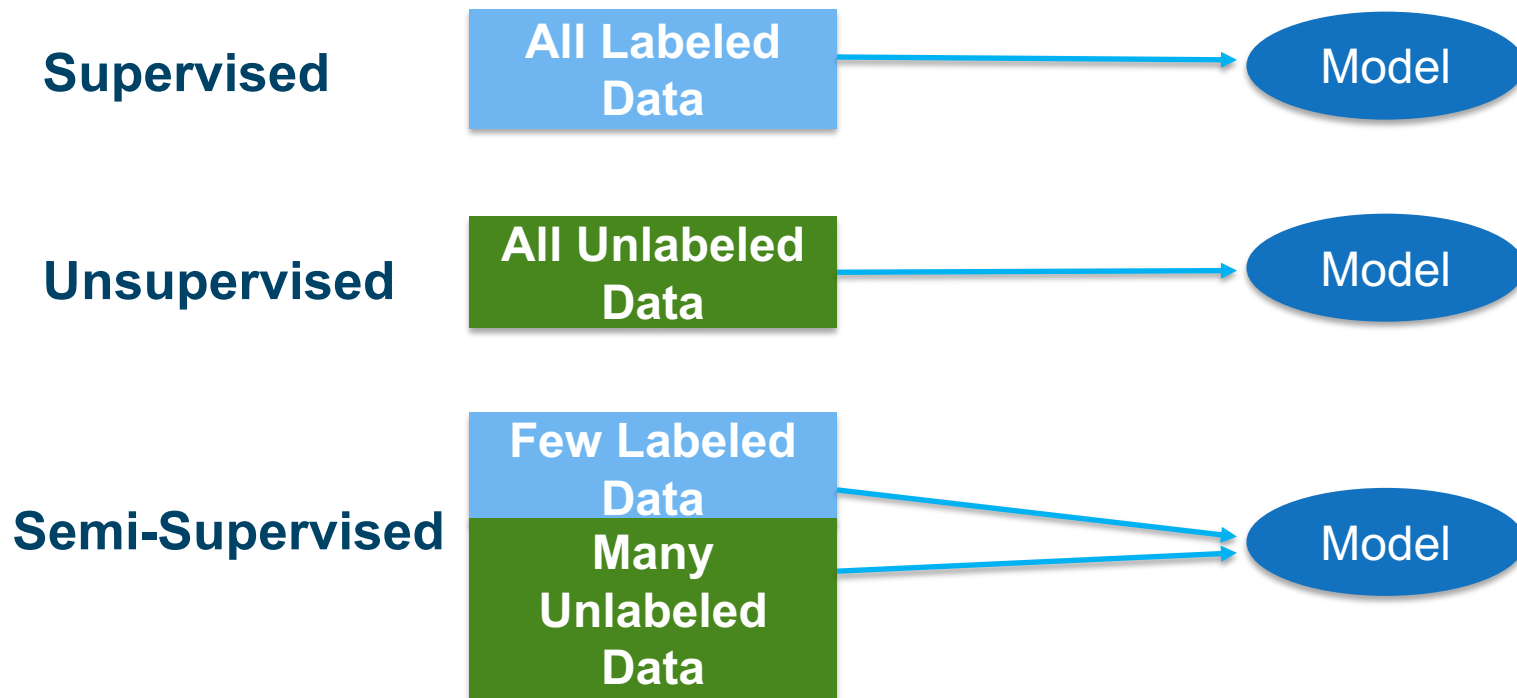 Supervised
All Labeled
Data
Model
Unsupervised
All Unlabeled
Data
Model
Semi-Supervised
Few Labeled
Data
Many
Unlabeled
Data
Model